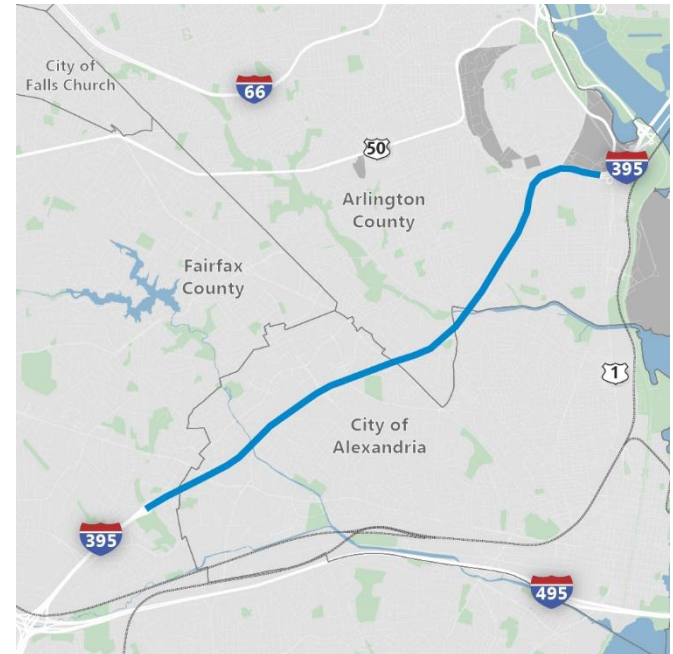 City of
Falls Church
66
50
395
Arlington
County
Fairfax
County
1
City of
Alexandria
395
495